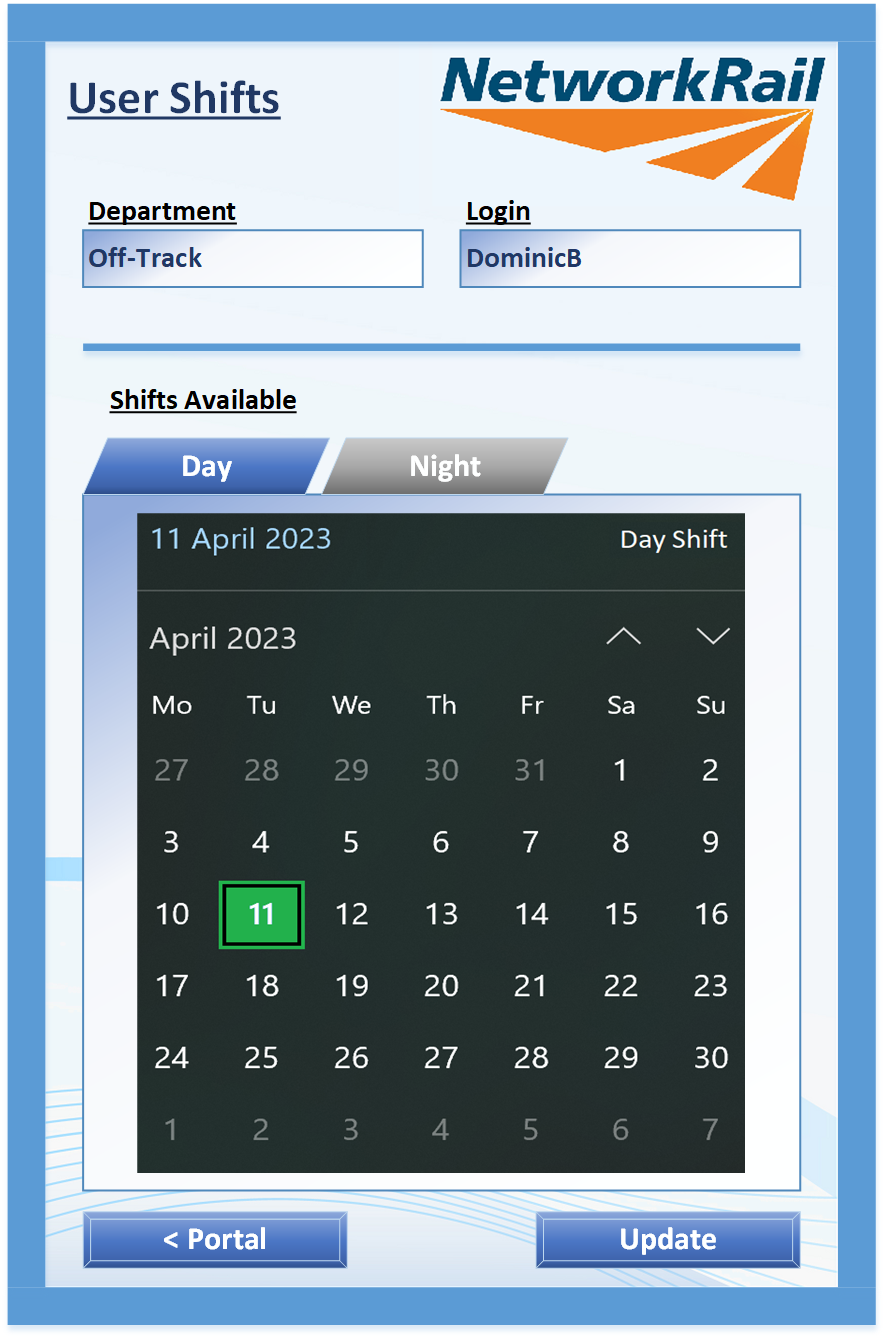 User Shifts
NetworkRail
Department
Login
Off-Track
DominicB
Shifts Available
Day
Night
11 April 2023
Day Shift
April 2023
Mo Tu We Th Fr Sa Su
27 28 29 30 31 1 2
3 4 5 6 7 8 9
10 11 12 13 14 15 16
17 18 19 20 21 22 23
24 25 26 27 28 29 30
1 2 3 4 5 6 7
< Portal
Update